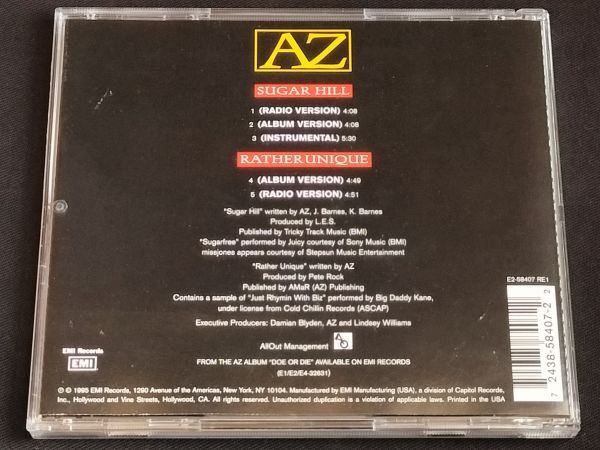 AZ
SUGAR HILL
1 (RADIO VERSION) 4:08
2 (ALBUM VERSION) 4:08
3 (INSTRUMENTAL) 5:30
RATHER UNIQUE
4 (ALBUM VERSION) 4:49
5 (RADIO VERSION) 4:51
"Sugar Hill" written by AZ, J. Barnes, K. Barnes
Produced by L.E.S.
Published by Tricky Track Music (BMI)
"Sugarfree" performed by Juicy courtesy of Sony Music (BMI)
missjones appears courtesy of Stepsun Music Entertainment
"Rather Unique" written by AZ
Produced by Pete Rock
Published by AMaR (AZ) Publishing
Contains a sample of "Just Rhymin With Biz" performed by Big Daddy Kane,
under license from Cold Chillin Records (ASCAP)
Executive Producers: Damian Blyden, AZ and Lindsey Williams
AllOut Management AO
FROM THE AZ ALBUM "DOE OR DIE" AVAILABLE ON EMI RECORDS
(E1/E2/E4-32631)
EMI Records
EMI
E2-58407 RE1
7 2438-58407-2 2
℗ © 1995 EMI Records, 1290 Avenue of the Americas, New York, NY 10104. Manufactured by EMI Manufacturing (USA), a division of Capitol Records,
Inc., Hollywood and Vine Streets, Hollywood, CA. All rights reserved. Unauthorized duplication is a violation of applicable laws. Printed in the USA